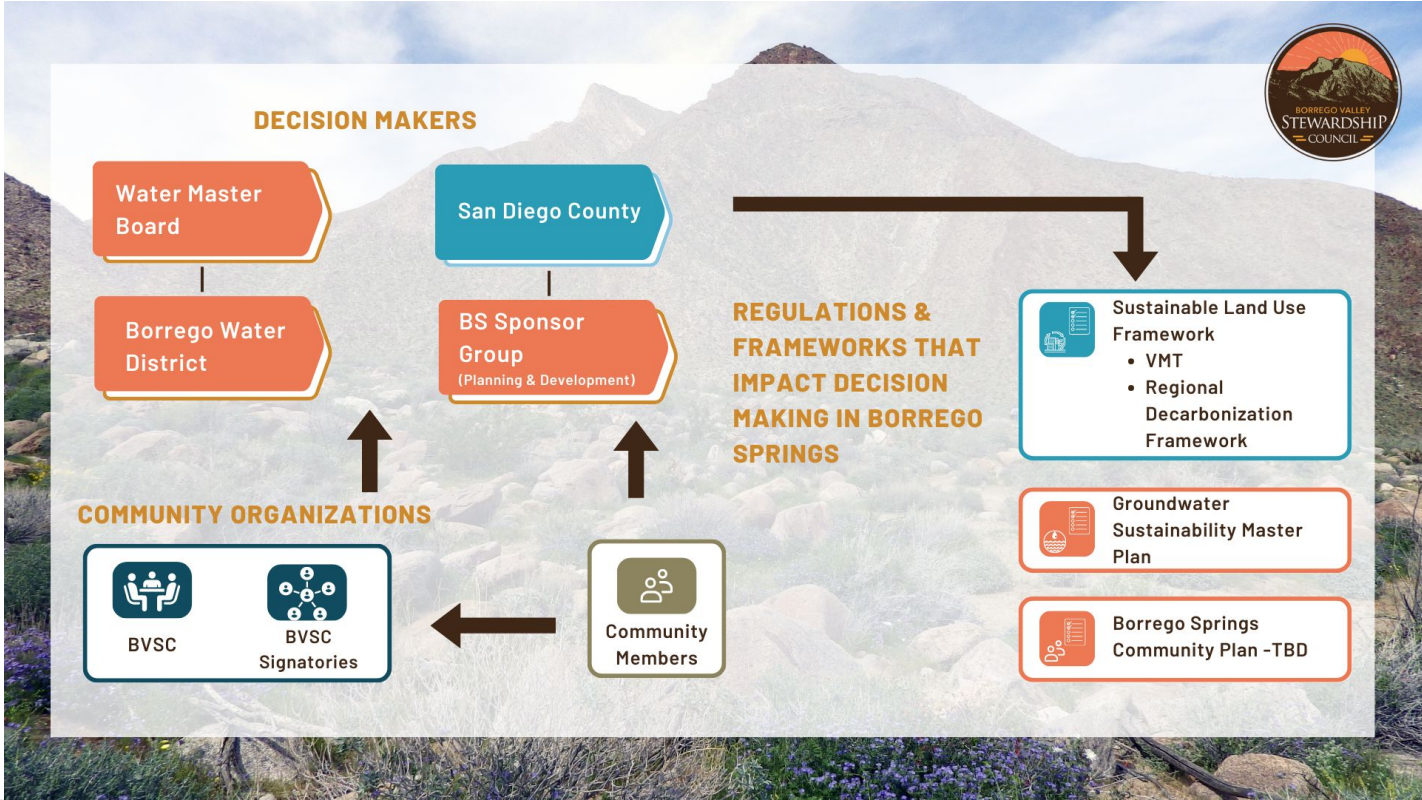 BORREGO VALLEY
STEWARDSHIP
COUNCIL
DECISION MAKERS
Water Master
Board
San Diego County
Borrego Water
District
BS Sponsor
Group
(Planning & Development)
REGULATIONS &
FRAMEWORKS THAT
IMPACT DECISION
MAKING IN BORREGO
SPRINGS
Sustainable Land Use
Framework
• VMT
• Regional
Decarbonization
Framework
Groundwater
Sustainability Master
Plan
Borrego Springs
Community Plan -TBD
COMMUNITY ORGANIZATIONS
BVSC
BVSC
Signatories
Community
Members